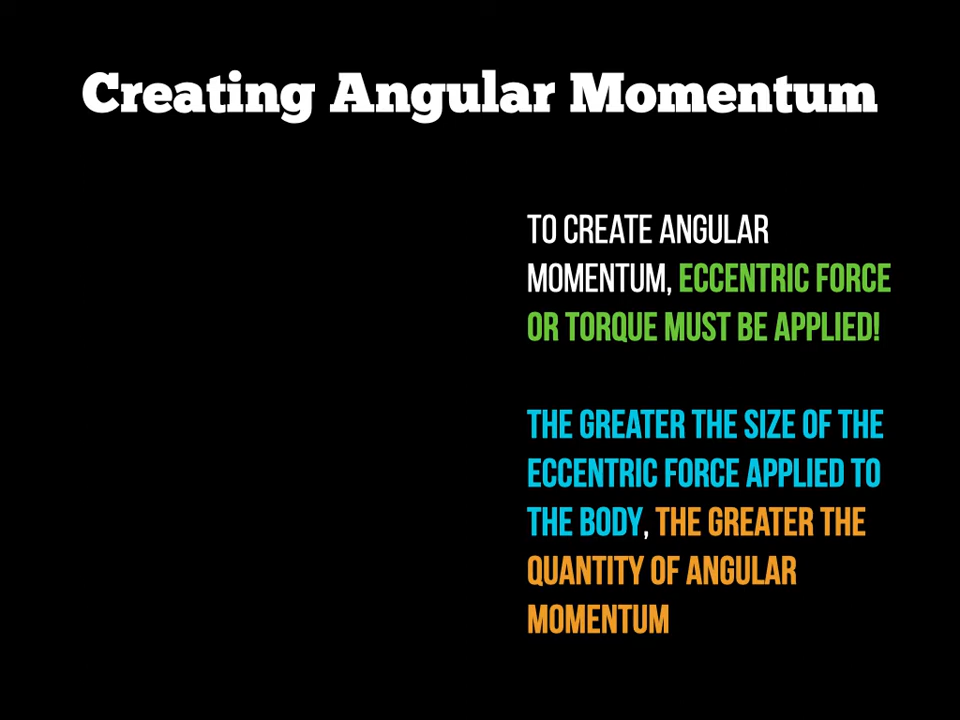 Creating Angular Momentum
TO CREATE ANGULAR
MOMENTUM, ECCENTRIC FORCE
OR TORQUE MUST BE APPLIED!
THE GREATER THE SIZE OF THE
ECCENTRIC FORCE APPLIED TO
THE BODY, THE GREATER THE
QUANTITY OF ANGULAR
MOMENTUM